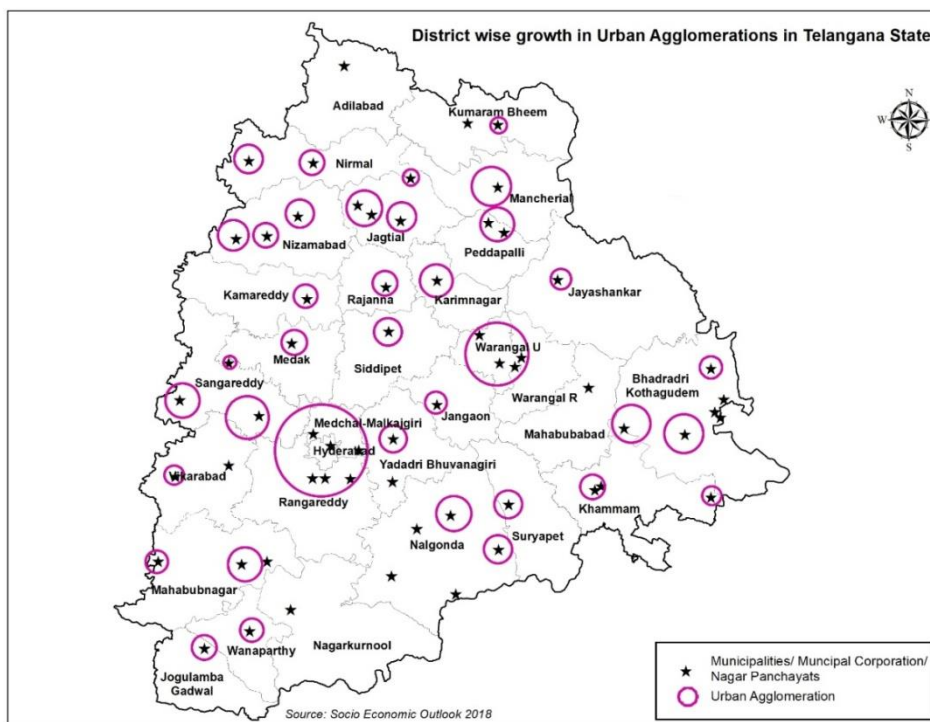 District wise growth in Urban Agglomerations in Telangana State
N
W
S
Adilabad
Kumaram Bheem
Nirmal
Mancherial
Nizamabad
Jagtial
Peddapalli
Kamareddy
Rajanna
Karimnagar
Jayashankar
Medak
Siddipet
Warangal U
Sangareddy
Warangal R
Bhadradri
Kothagudem
Jangaon
Medchal-Malkajgiri
Hyderabad
Mahabubabad
Yadadri Bhuvanagiri
Vikarabad
Rangareddy
Khammam
Nalgonda
Suryapet
Mahabubnagar
Wanaparthy
Nagarkurnool
Jogulamba
Gadwal
Municipalities/ Muncipal Corporation/
Nagar Panchayats
Urban Agglomeration
Source: Socio Economic Outlook 2018